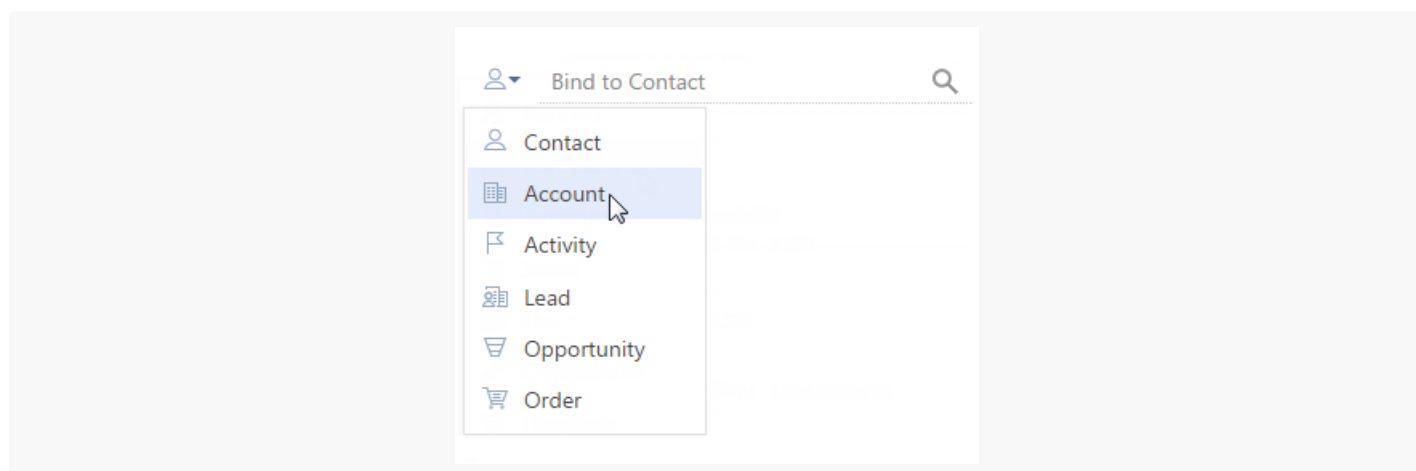 Bind to Contact
Contact
Account
Activity
Lead
Opportunity
Order